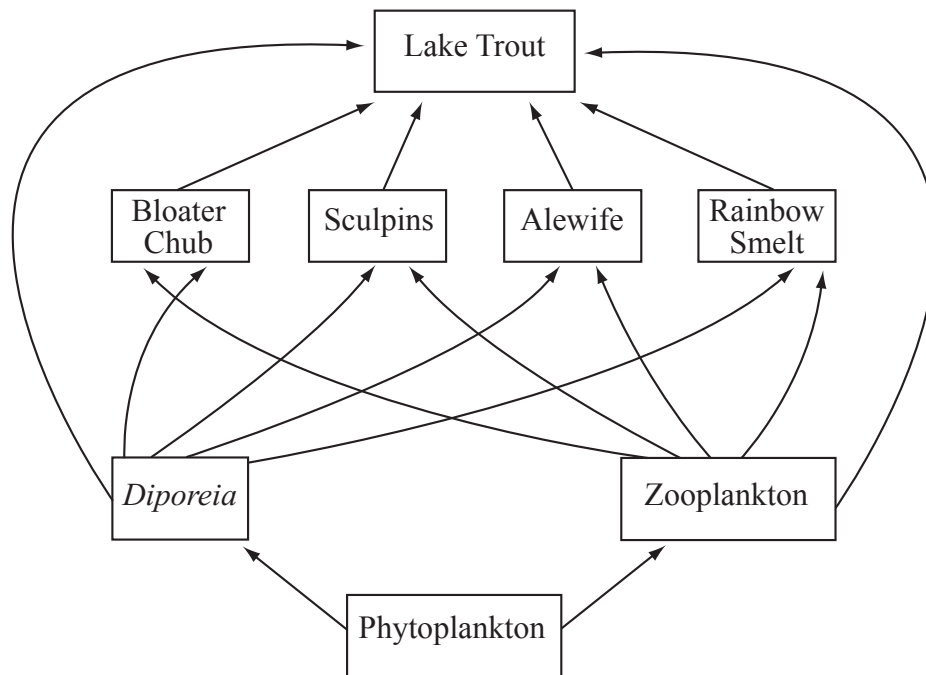 Lake Trout
Bloater
Chub
Sculpins
Alewife
Rainbow
Smelt
Diporeia
Zooplankton
Phytoplankton